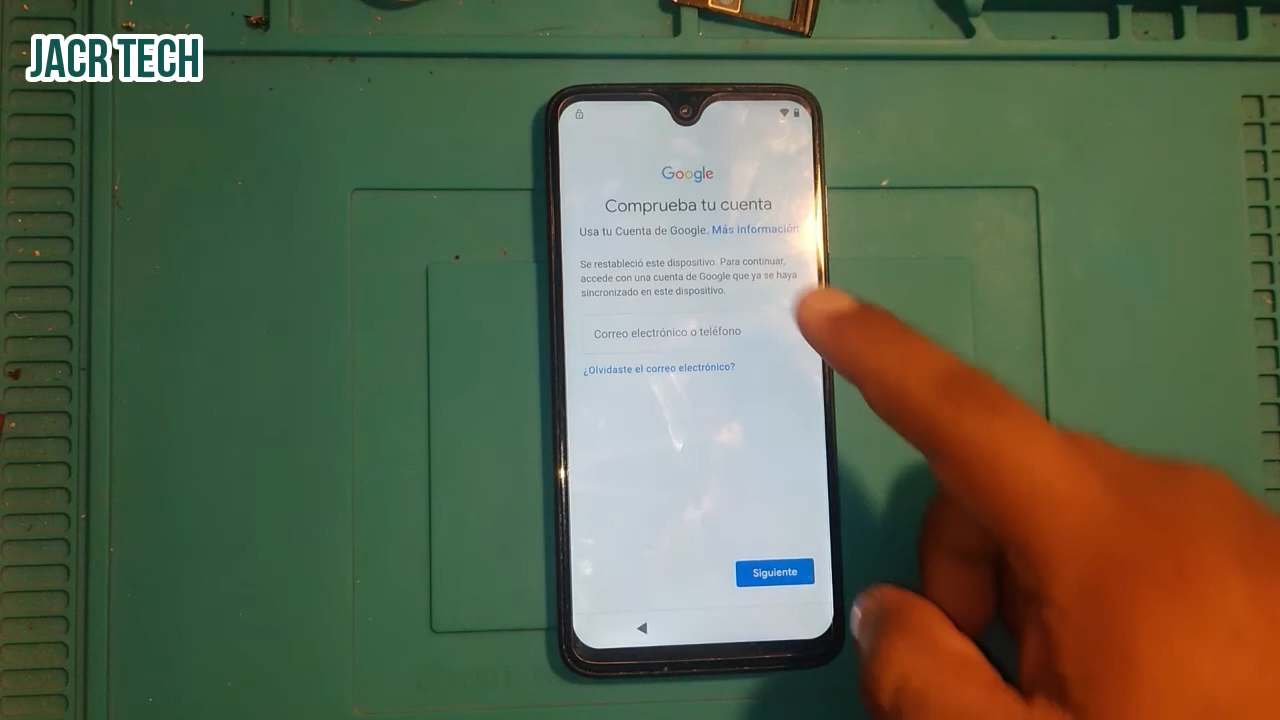 JACR TECH
Google
Comprueba tu cuenta
Usa tu Cuenta de Google. Más información
Se restableció este dispositivo. Para continuar,
accede con una cuenta de Google que ya se haya
sincronizado en este dispositivo.
Correo electrónico o teléfono
¿Olvidaste el correo electrónico?
Siguiente